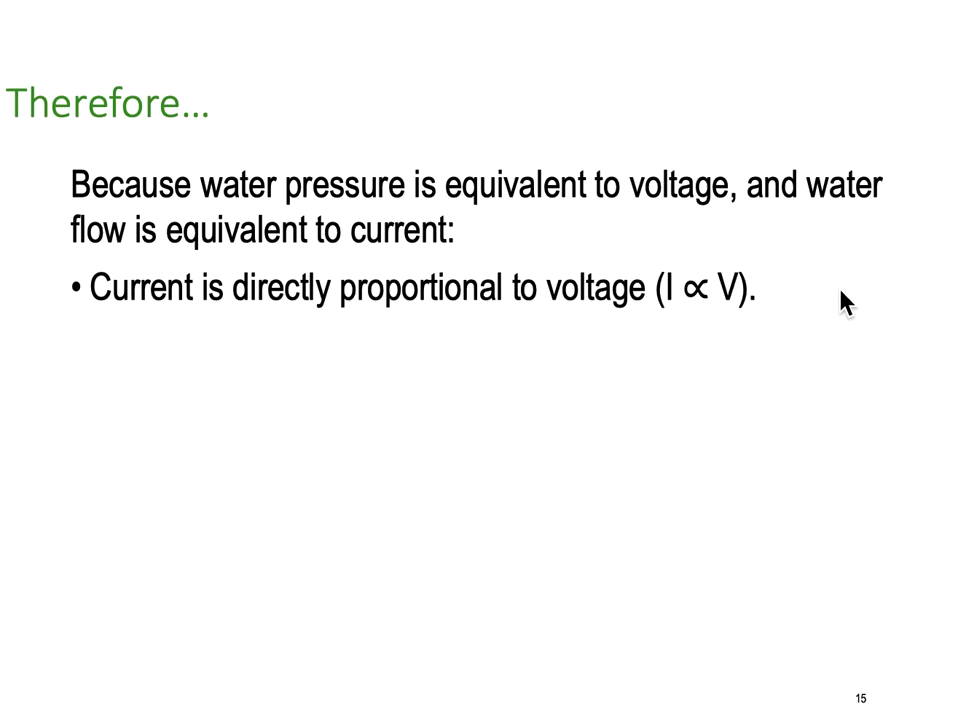 Therefore...
Because water pressure is equivalent to voltage, and water
flow is equivalent to current:
• Current is directly proportional to voltage (I ∝ V).
15